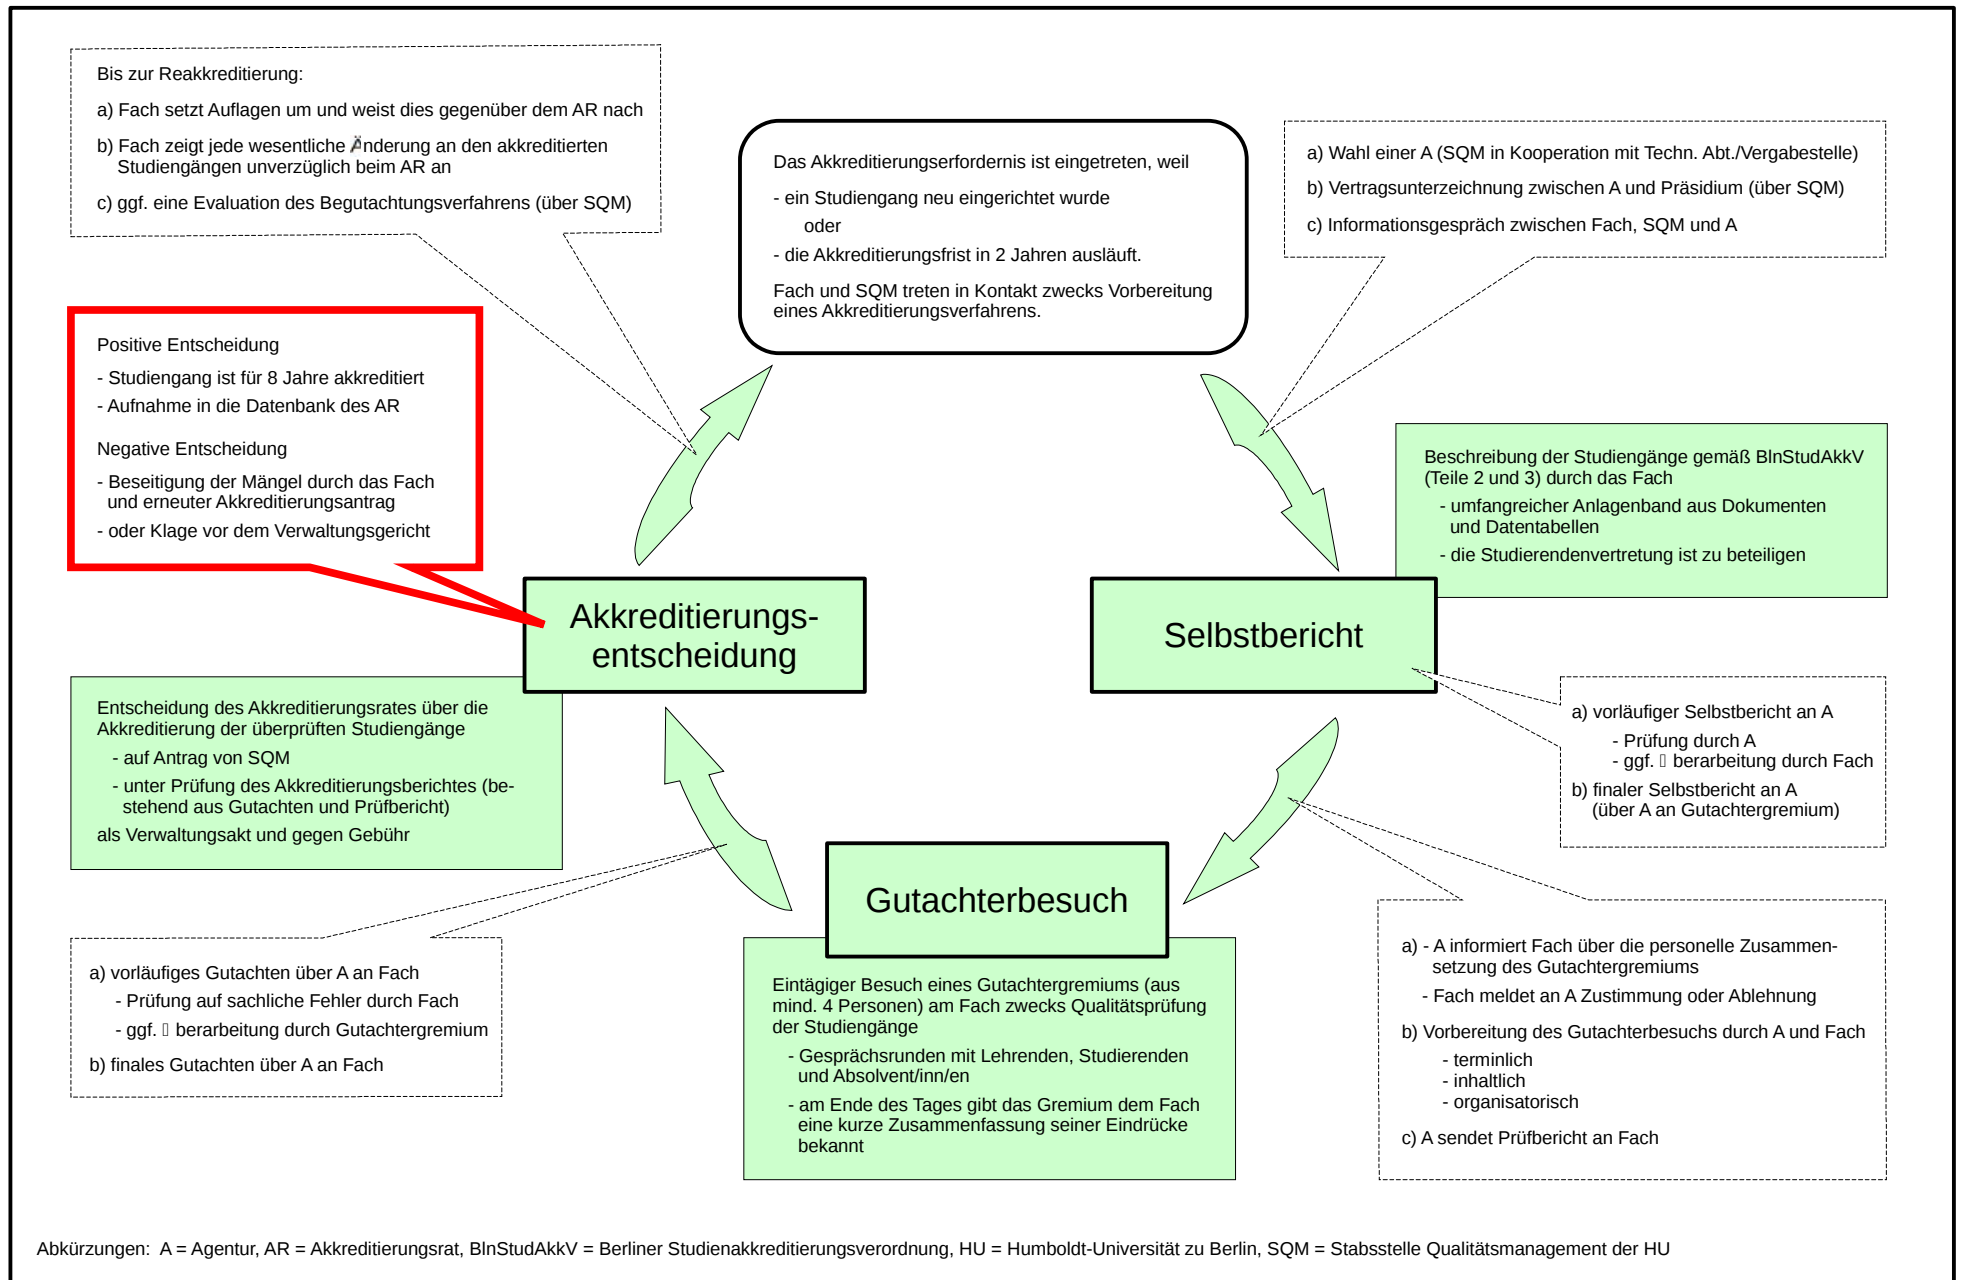 Bis zur Reakkreditierung:
a) Fach setzt Auflagen um und weist dies gegenüber dem AR nach
b) Fach zeigt jede wesentliche Änderung an den akkreditierten
Studiengängen unverzüglich beim AR an
c) ggf. eine Evaluation des Begutachtungsverfahrens (über SQM)
Das Akkreditierungserfordernis ist eingetreten, weil
- ein Studiengang neu eingerichtet wurde
oder
- die Akkreditierungsfrist in 2 Jahren ausläuft.
Fach und SQM treten in Kontakt zwecks Vorbereitung
eines Akkreditierungsverfahrens.
a) Wahl einer A (SQM in Kooperation mit Techn. Abt./Vergabestelle)
b) Vertragsunterzeichnung zwischen A und Präsidium (über SQM)
c) Informationsgespräch zwischen Fach, SQM und A
Positive Entscheidung
- Studiengang ist für 8 Jahre akkreditiert
- Aufnahme in die Datenbank des AR
Negative Entscheidung
- Beseitigung der Mängel durch das Fach
und erneuter Akkreditierungsantrag
- oder Klage vor dem Verwaltungsgericht
Beschreibung der Studiengänge gemäß BlnStudAkkV
(Teile 2 und 3) durch das Fach
- umfangreicher Anlagenband aus Dokumenten
und Datentabellen
- die Studierendenvertretung ist zu beteiligen
Akkreditierungs-
entscheidung
Selbstbericht
Entscheidung des Akkreditierungsrates über die
Akkreditierung der überprüften Studiengänge
- auf Antrag von SQM
- unter Prüfung des Akkreditierungsberichtes (be-
stehend aus Gutachten und Prüfbericht)
als Verwaltungsakt und gegen Gebühr
a) vorläufiger Selbstbericht an A
- Prüfung durch A
- ggf. ▯ berarbeitung durch Fach
b) finaler Selbstbericht an A
(über A an Gutachtergremium)
Gutachterbesuch
Eintägiger Besuch eines Gutachtergremiums (aus
mind. 4 Personen) am Fach zwecks Qualitätsprüfung
der Studiengänge
- Gesprächsrunden mit Lehrenden, Studierenden
und Absolvent/inn/en
- am Ende des Tages gibt das Gremium dem Fach
eine kurze Zusammenfassung seiner Eindrücke
bekannt
a) vorläufiges Gutachten über A an Fach
- Prüfung auf sachliche Fehler durch Fach
- ggf. ▯ berarbeitung durch Gutachtergremium
b) finales Gutachten über A an Fach
a) - A informiert Fach über die personelle Zusammen-
setzung des Gutachtergremiums
- Fach meldet an A Zustimmung oder Ablehnung
b) Vorbereitung des Gutachterbesuchs durch A und Fach
- terminlich
- inhaltlich
- organisatorisch
c) A sendet Prüfbericht an Fach
Abkürzungen: A = Agentur, AR = Akkreditierungsrat, BlnStudAkkV = Berliner Studienakkreditierungsverordnung, HU = Humboldt-Universität zu Berlin, SQM = Stabsstelle Qualitätsmanagement der HU